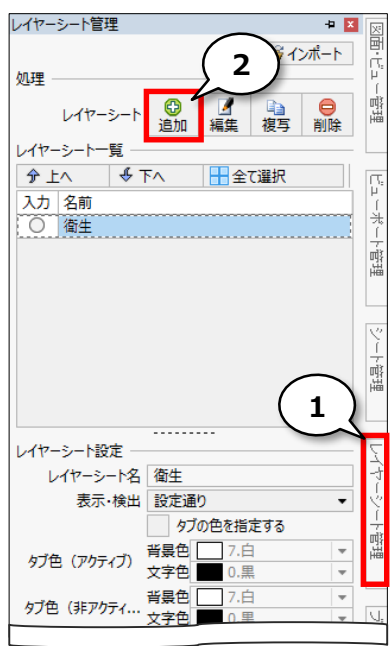 レイヤーシート管理
2
インポート
処理
レイヤーシート
追加
編集
複写
削除
レイヤーシート一覧
上へ
下へ
全て選択
入力 名前
衛生
1
レイヤーシート設定
レイヤーシート名 衛生
表示・検出 設定通り
タブの色を指定する
タブ色（アクティブ）
背景色 7.白
文字色 0.黒
タブ色（非アクティ...
背景色 7.白
文字色 0.黒
図面・ビュー管理
ビューポート管理
シート管理
レイヤーシート管理